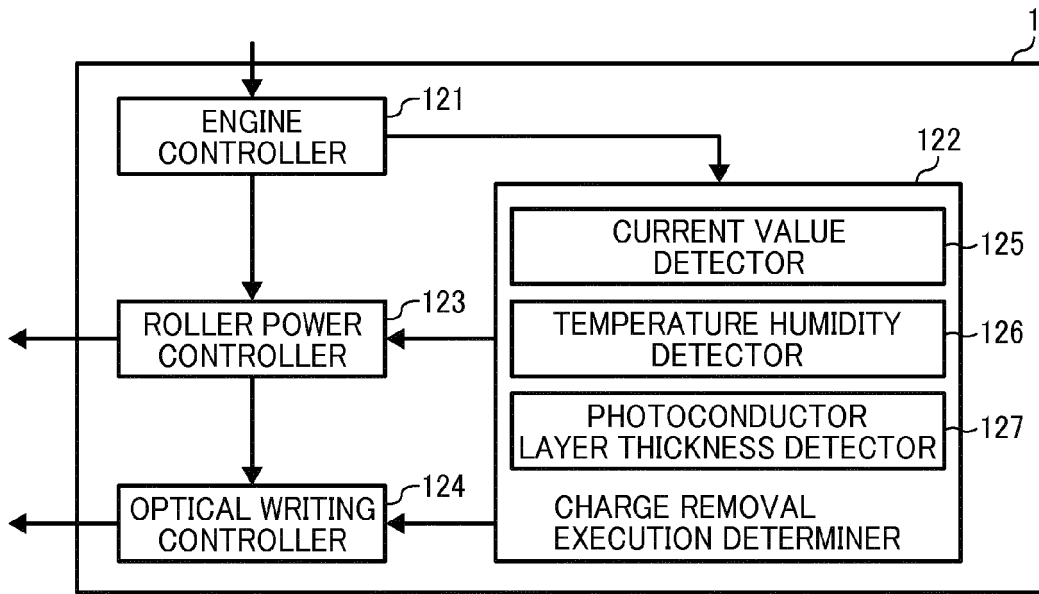 1
ENGINE
CONTROLLER
121
122
CURRENT VALUE
DETECTOR
125
ROLLER POWER
CONTROLLER
123
TEMPERATURE HUMIDITY
DETECTOR
126
PHOTOCONDUCTOR
LAYER THICKNESS DETECTOR
127
OPTICAL WRITING
CONTROLLER
124
CHARGE REMOVAL
EXECUTION DETERMINER